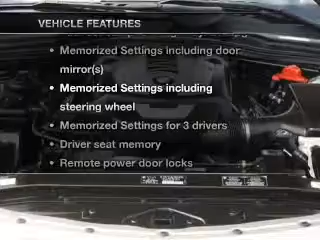 VEHICLE FEATURES
• Memorized Settings including door
mirror(s)
• Memorized Settings including
steering wheel
• Memorized Settings for 3 drivers
• Driver seat memory
• Remote power door locks